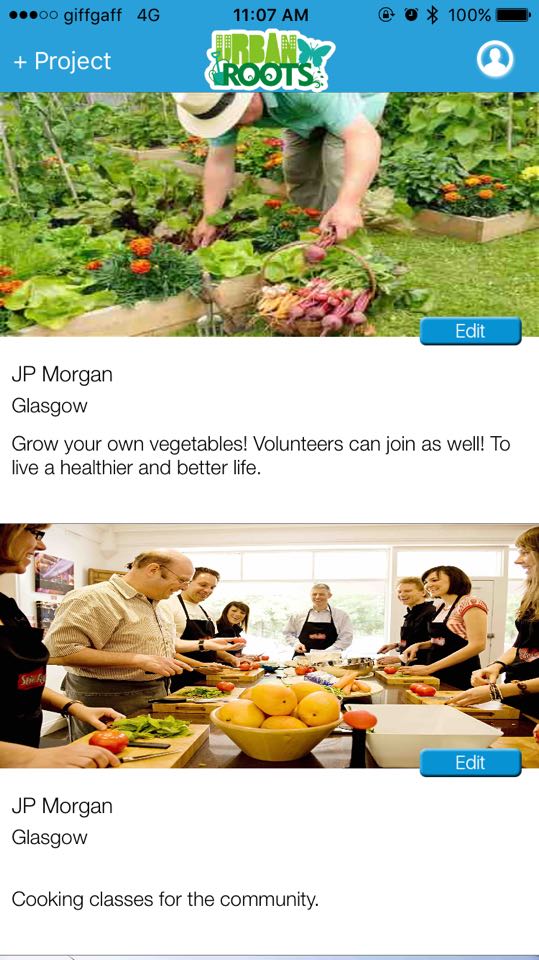 giffgaff 4G 11:07 AM 100%
+ Project
URBAN
ROOTS
Edit
JP Morgan
Glasgow
Grow your own vegetables! Volunteers can join as well! To
live a healthier and better life.
Edit
JP Morgan
Glasgow
Cooking classes for the community.